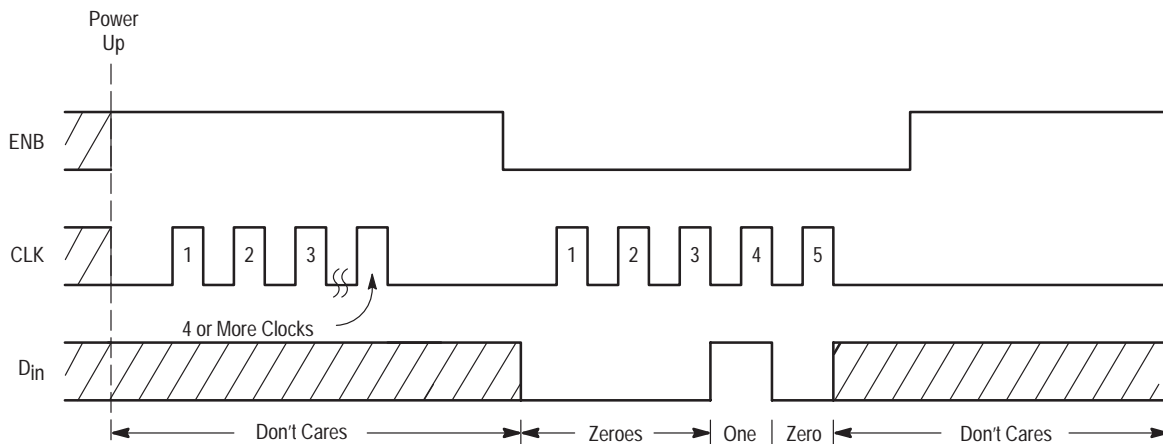 Power
Up
ENB
CLK
1 2 3
1 2 3 4 5
4 or More Clocks
Din
Don't Cares
Zeroes
One
Zero
Don't Cares